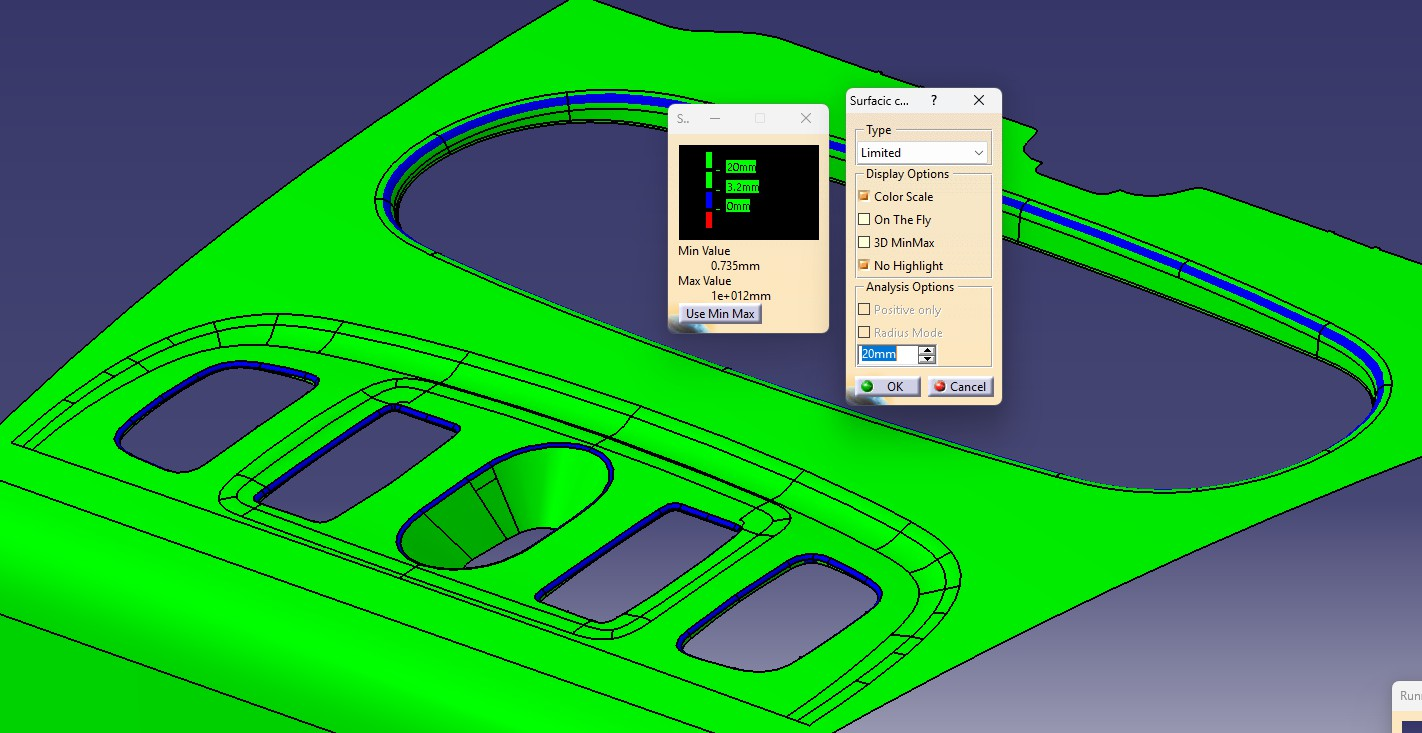 S..
20mm
3.2mm
0mm
Min Value
0.735mm
Max Value
1e+012mm
Use Min Max
Surfacic c... ?
Type
Limited
Display Options
Color Scale
On The Fly
3D MinMax
No Highlight
Analysis Options
Positive only
Radius Mode
20mm
OK Cancel
Run